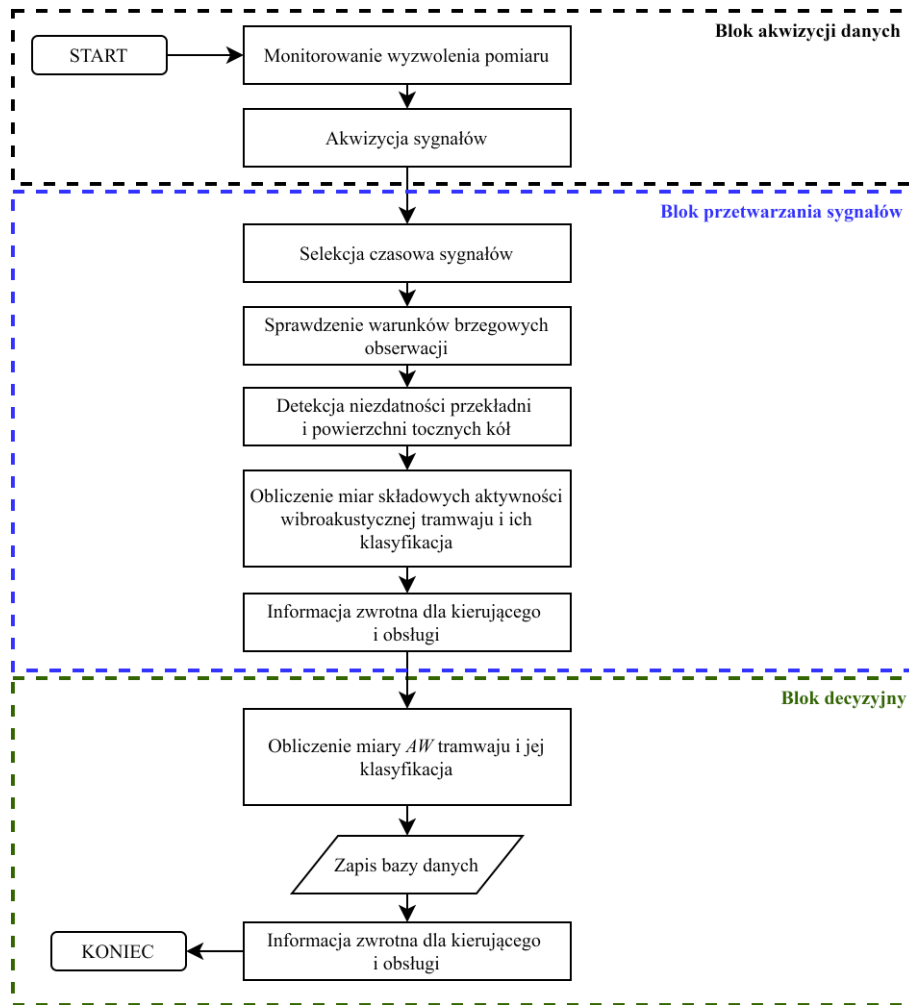 Blok akwizycji danych
START
Monitorowanie wyzwolenia pomiaru
Akwizycja sygnałów
Blok przetwarzania sygnałów
Selekcja czasowa sygnałów
Sprawdzenie warunków brzegowych
obserwacji
Detekcja niezdatności przekładni
i powierzchni tocznych kół
Obliczenie miar składowych aktywności
wibroakustycznej tramwaju i ich
klasyfikacja
Informacja zwrotna dla kierującego
i obsługi
Blok decyzyjny
Obliczenie miary AW tramwaju i jej
klasyfikacja
Zapis bazy danych
Informacja zwrotna dla kierującego
i obsługi
KONIEC